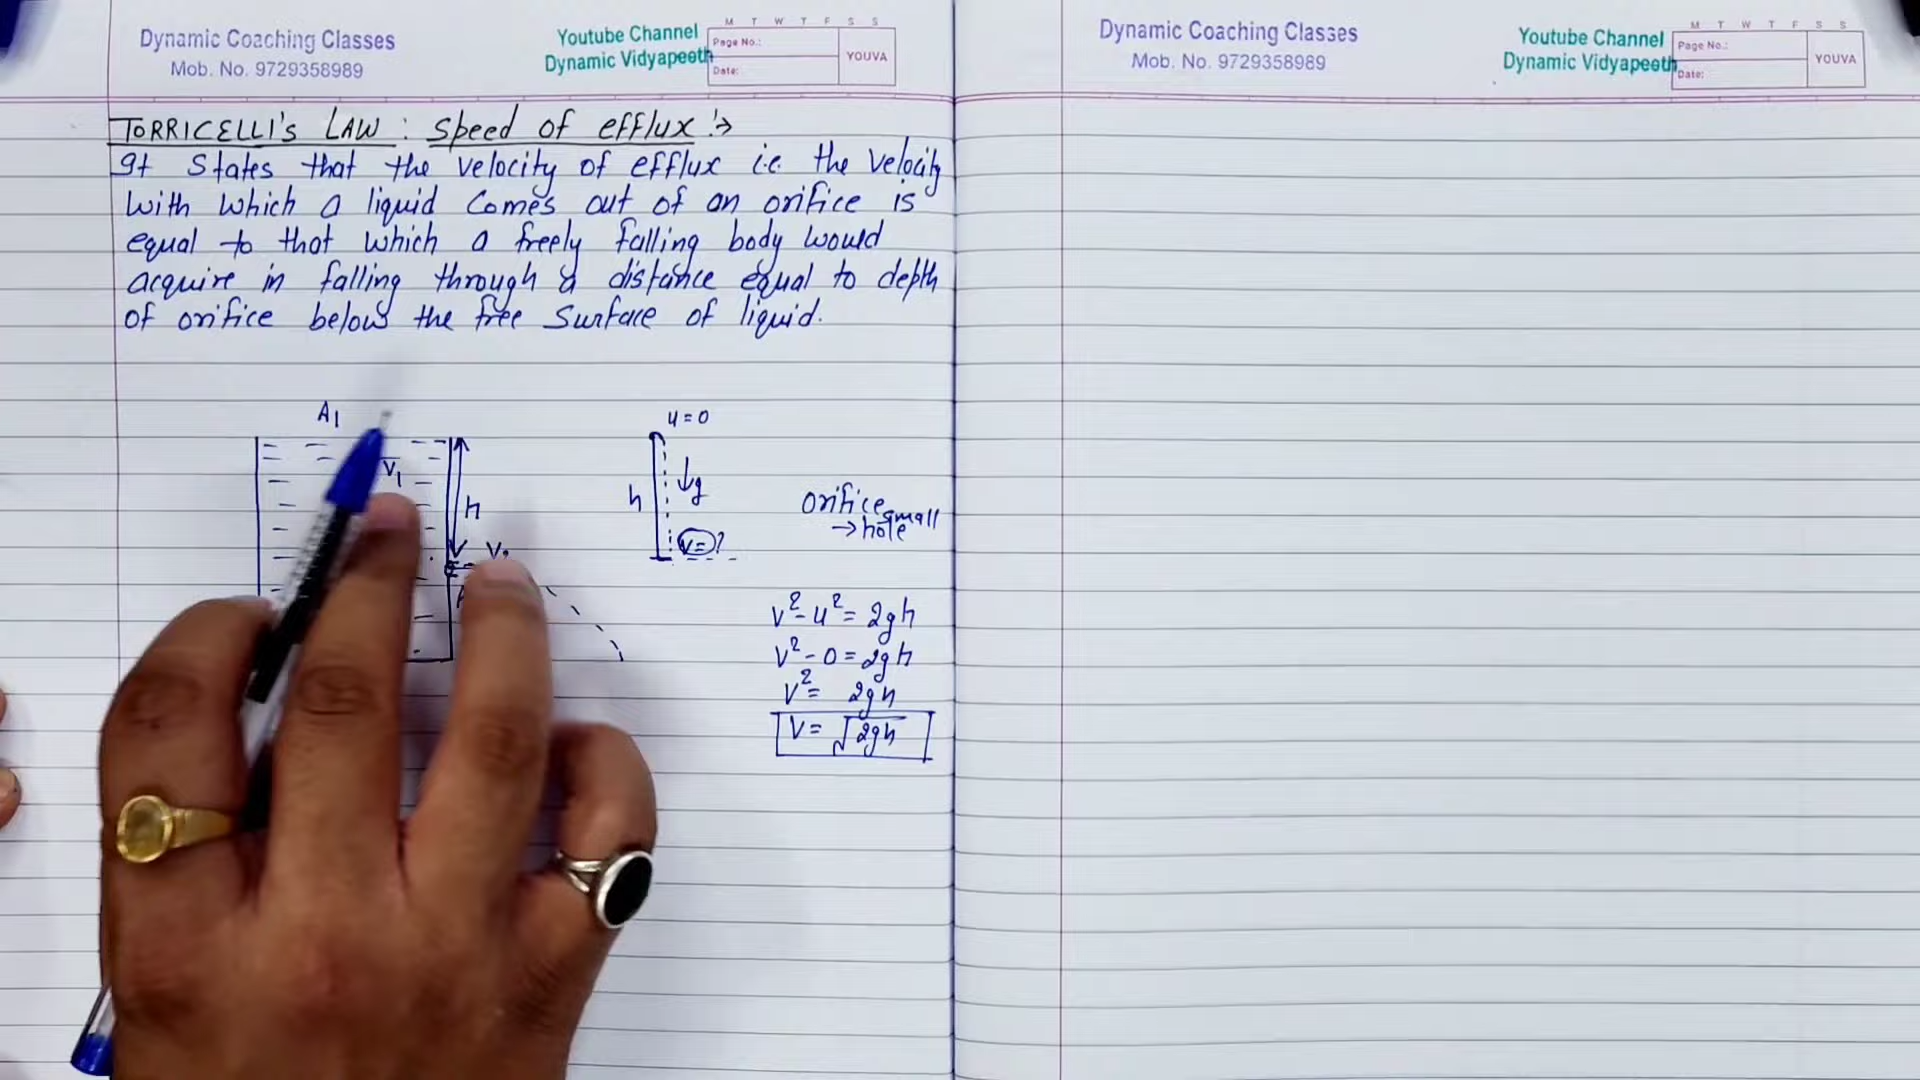 Dynamic Coaching Classes
Mob. No. 9729358989
Youtube Channel
Dynamic Vidyapeeth
M T W T F S S
Page No.:
Date:
YOUVA
TORRICELLI's LAW : Speed of efflux :→
It States that the velocity of efflux i.e. the velocity
with which a liquid comes out of an orifice is
equal to that which a freely falling body would
acquire in falling through a distance equal to depth
of orifice below the free surface of liquid.
A1
V1
h
V
u = 0
h
↓g
v = ?
Orifice
→ small hole
v² - u² = 2gh
v² - 0 = 2gh
v² = 2gh
v = √2gh
Dynamic Coaching Classes
Mob. No. 9729358989
Youtube Channel
Dynamic Vidyapeeth
M T W T F S S
Page No.:
Date:
YOUVA